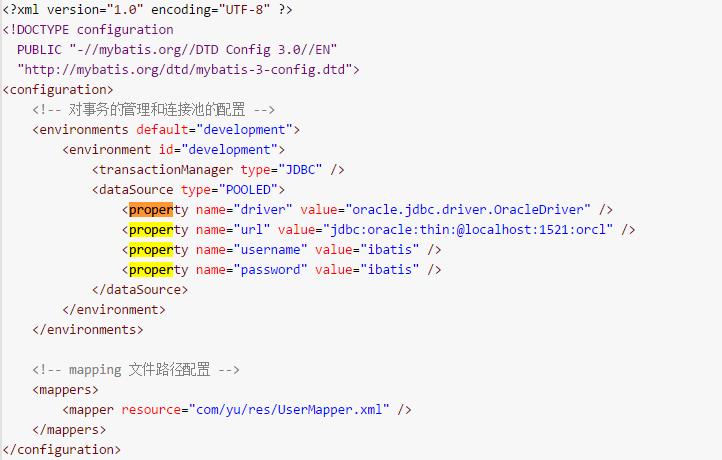 <?xml version="1.0" encoding="UTF-8" ?>
<!DOCTYPE configuration
  PUBLIC "-//mybatis.org//DTD Config 3.0//EN"
  "http://mybatis.org/dtd/mybatis-3-config.dtd">
<configuration>
    <!-- 对事务的管理和连接池的配置 -->
    <environments default="development">
        <environment id="development">
            <transactionManager type="JDBC" />
            <dataSource type="POOLED">
                <property name="driver" value="oracle.jdbc.driver.OracleDriver" />
                <property name="url" value="jdbc:oracle:thin:@localhost:1521:orcl" />
                <property name="username" value="ibatis" />
                <property name="password" value="ibatis" />
            </dataSource>
        </environment>
    </environments>

    <!-- mapping 文件路径配置 -->
    <mappers>
        <mapper resource="com/yu/res/UserMapper.xml" />
    </mappers>
</configuration>